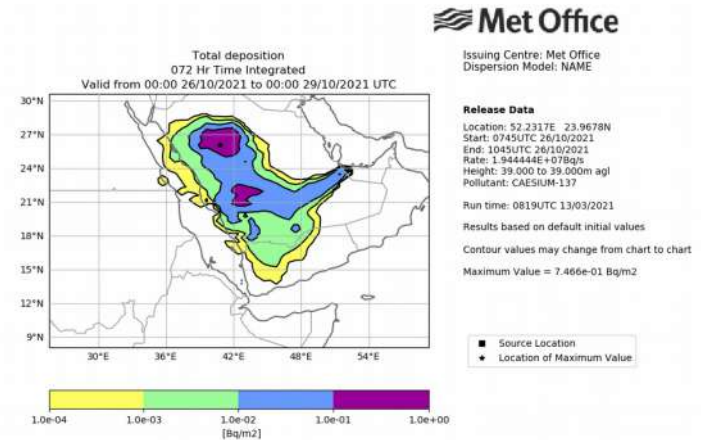 Met Office
Total deposition
072 Hr Time Integrated
Valid from 00:00 26/10/2021 to 00:00 29/10/2021 UTC
Issuing Centre: Met Office
Dispersion Model: NAME
Release Data
Location: 52.2317E 23.9678N
Start: 0745UTC 26/10/2021
End: 1045UTC 26/10/2021
Rate: 1.944444E+07Bq/s
Height: 39.000 to 39.000m agl
Pollutant: CAESIUM-137
Run time: 0819UTC 13/03/2021
Results based on default initial values
Contour values may change from chart to chart
Maximum Value = 7.466e-01 Bq/m2
30°N
27°N
24°N
21°N
18°N
15°N
12°N
9°N
30°E 36°E 42°E 48°E 54°E
Source Location
Location of Maximum Value
1.0e-04 1.0e-03 1.0e-02 1.0e-01 1.0e+00
[Bq/m2]